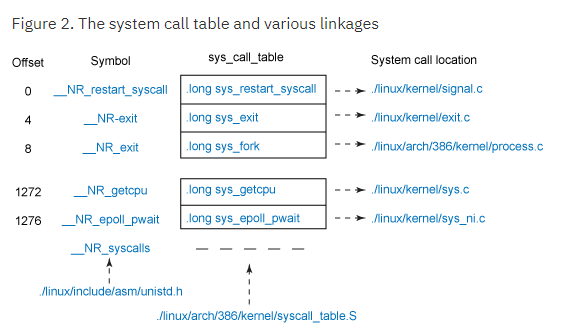 Figure 2. The system call table and various linkages
Offset Symbol sys_call_table System call location
0 __NR_restart_syscall .long sys_restart_syscall ./linux/kernel/signal.c
4 __NR-exit .long sys_exit ./linux/kernel/exit.c
8 __NR_exit .long sys_fork ./linux/arch/386/kernel/process.c
1272 __NR_getcpu .long sys_getcpu ./linux/kernel/sys.c
1276 __NR_epoll_pwait .long sys_epoll_pwait ./linux/kernel/sys_ni.c
__NR_syscalls
./linux/include/asm/unistd.h
./linux/arch/386/kernel/syscall_table.S